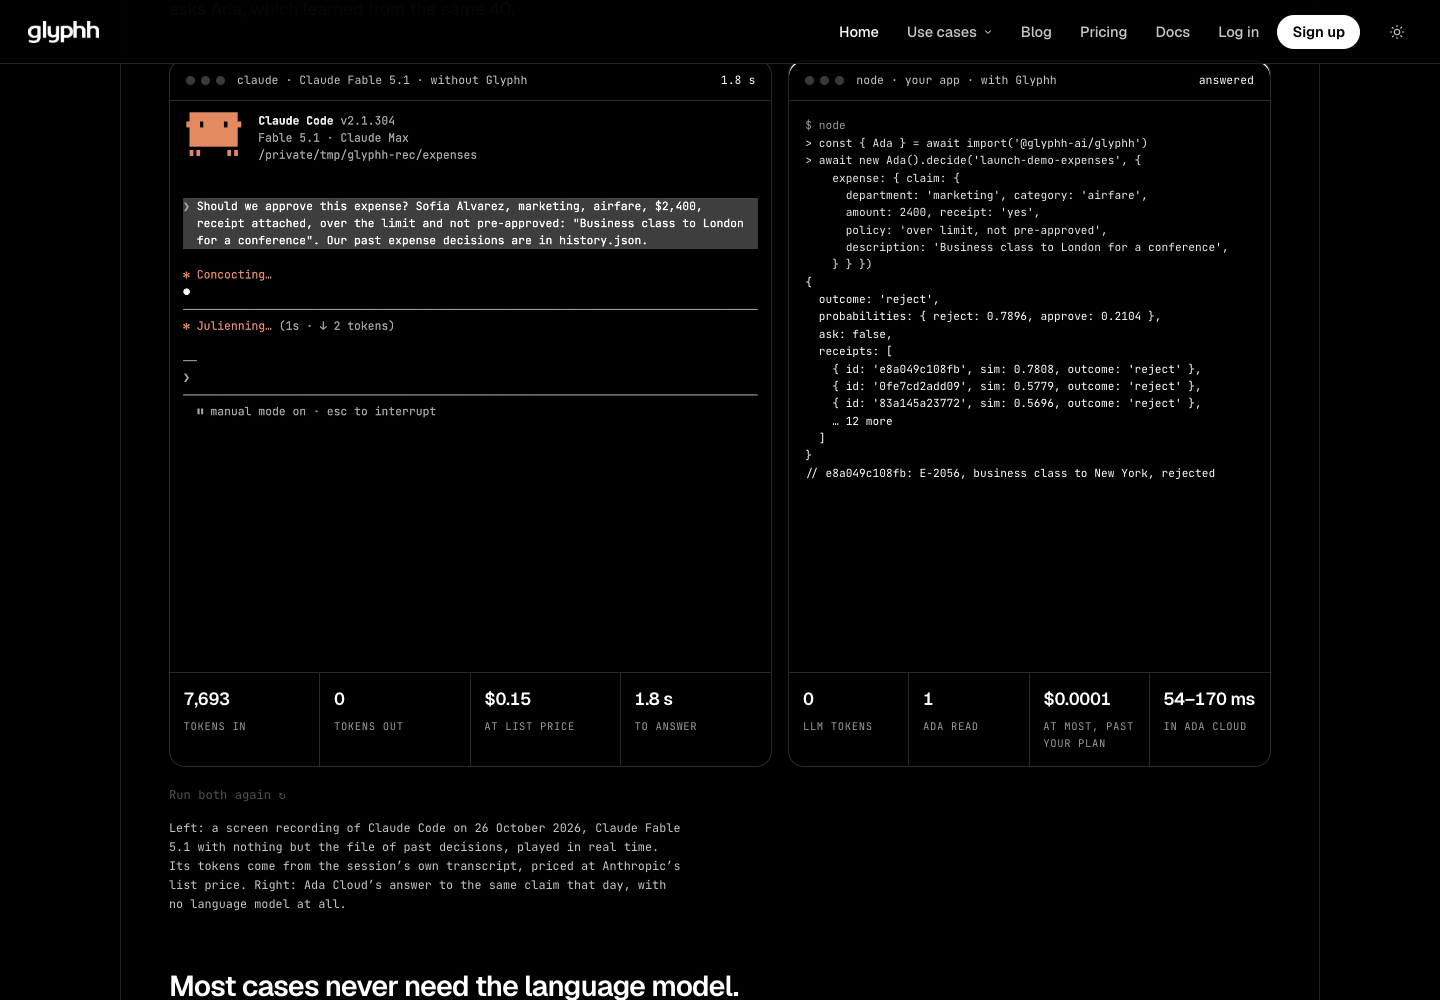 asks Ada, which learned from the same 40.
glyphh
Home
Use cases
Blog
Pricing
Docs
Log in
Sign up
claude · Claude Fable 5.1 · without Glyphh
1.8 s
Claude Code v2.1.304
Fable 5.1 · Claude Max
/private/tmp/glyphh-rec/expenses
❯ Should we approve this expense? Sofia Alvarez, marketing, airfare, $2,400,
receipt attached, over the limit and not pre-approved: "Business class to London
for a conference". Our past expense decisions are in history.json.
✻ Concocting…
●
✻ Julienning… (1s · ↓ 2 tokens)
❯
⏸ manual mode on · esc to interrupt
7,693
TOKENS IN
0
TOKENS OUT
$0.15
AT LIST PRICE
1.8 s
TO ANSWER
node · your app · with Glyphh
answered
$ node
> const { Ada } = await import('@glyphh-ai/glyphh')
> await new Ada().decide('launch-demo-expenses', {
expense: { claim: {
department: 'marketing', category: 'airfare',
amount: 2400, receipt: 'yes',
policy: 'over limit, not pre-approved',
description: 'Business class to London for a conference',
} } })
{
outcome: 'reject',
probabilities: { reject: 0.7896, approve: 0.2104 },
ask: false,
receipts: [
{ id: 'e8a049c108fb', sim: 0.7808, outcome: 'reject' },
{ id: '0fe7cd2add09', sim: 0.5779, outcome: 'reject' },
{ id: '83a145a23772', sim: 0.5696, outcome: 'reject' },
… 12 more
]
}
// e8a049c108fb: E-2056, business class to New York, rejected
0
LLM TOKENS
1
ADA READ
$0.0001
AT MOST, PAST
YOUR PLAN
54–170 ms
IN ADA CLOUD
Run both again ↻
Left: a screen recording of Claude Code on 26 October 2026, Claude Fable
5.1 with nothing but the file of past decisions, played in real time.
Its tokens come from the session’s own transcript, priced at Anthropic’s
list price. Right: Ada Cloud’s answer to the same claim that day, with
no language model at all.
Most cases never need the language model.